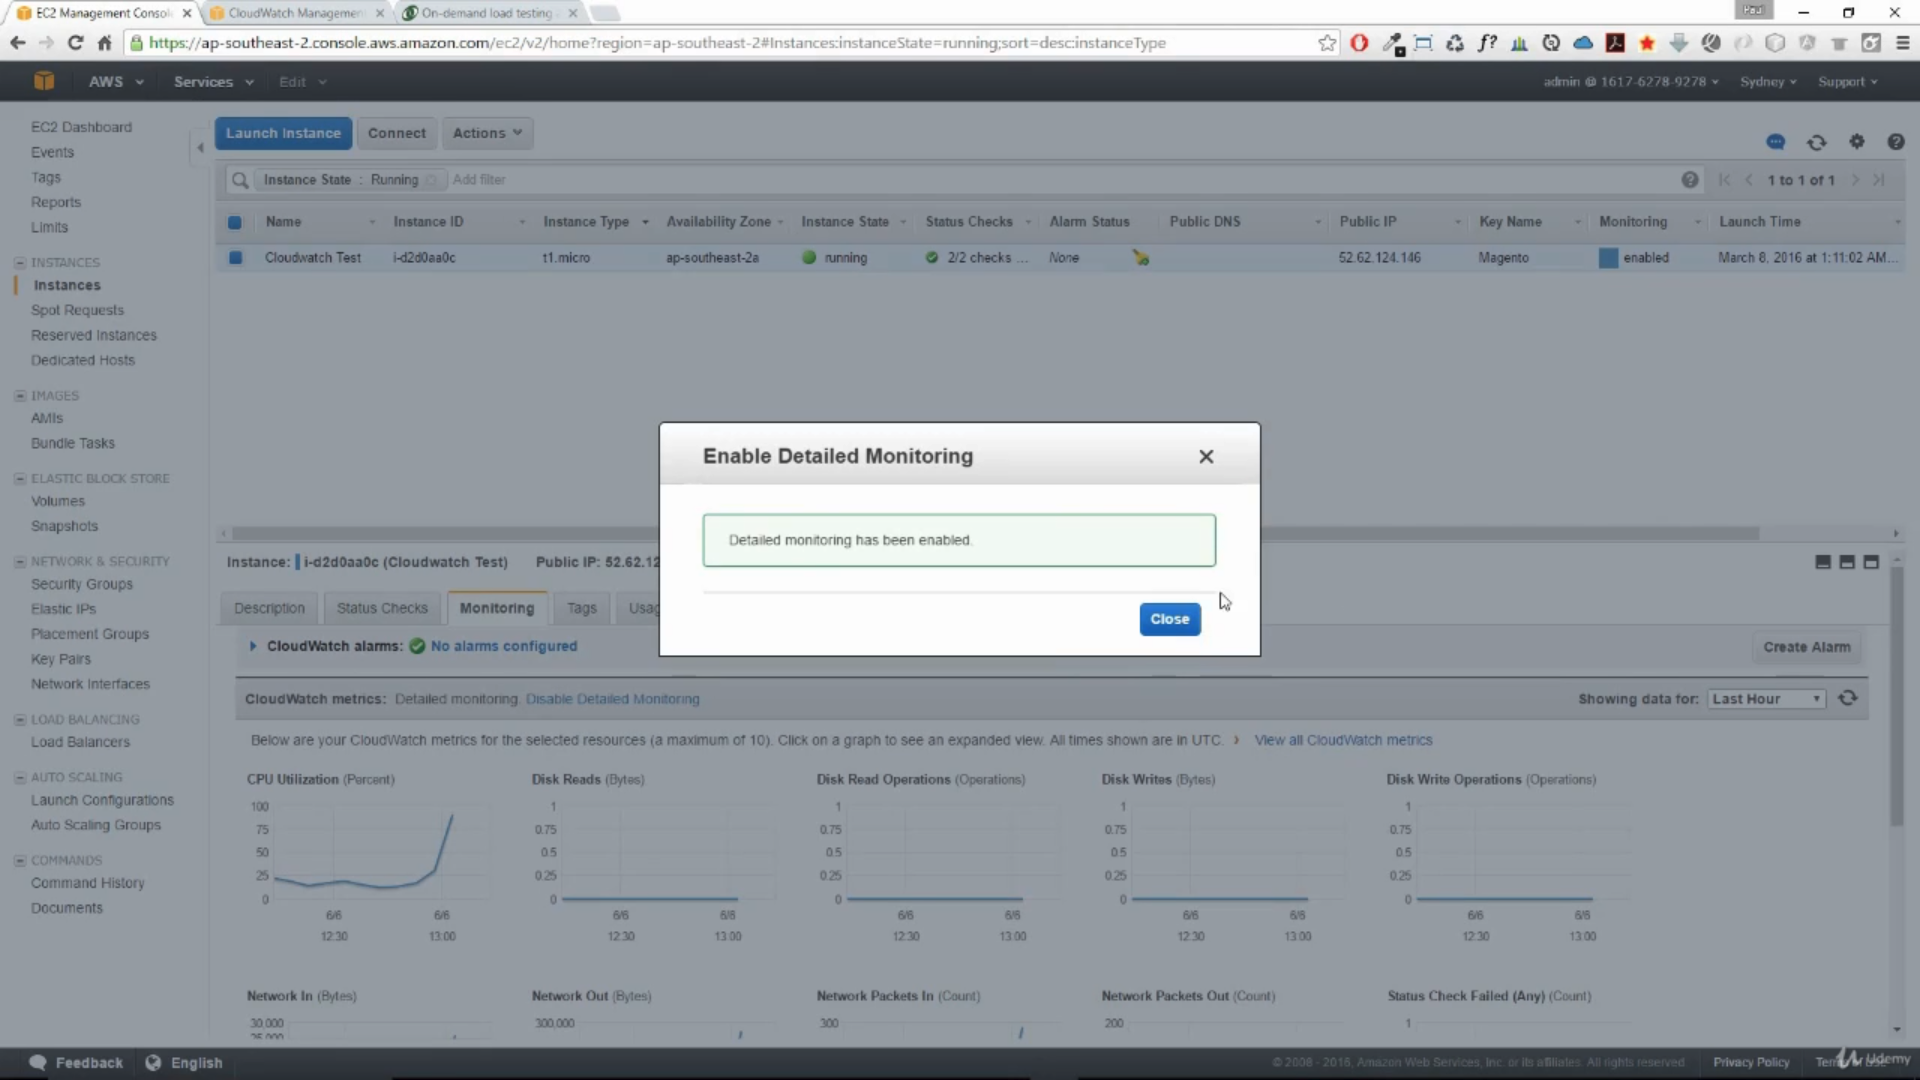 EC2 Management Consol
CloudWatch Managemen
On-demand load testing
Paul
https://ap-southeast-2.console.aws.amazon.com/ec2/v2/home?region=ap-southeast-2#Instances:instanceState=running;sort=desc:instanceType
f?
AWS Services Edit
admin @ 1617-6278-9278 Sydney Support
EC2 Dashboard
Events
Tags
Reports
Limits
INSTANCES
Instances
Spot Requests
Reserved Instances
Dedicated Hosts
IMAGES
AMIs
Bundle Tasks
ELASTIC BLOCK STORE
Volumes
Snapshots
NETWORK & SECURITY
Security Groups
Elastic IPs
Placement Groups
Key Pairs
Network Interfaces
LOAD BALANCING
Load Balancers
AUTO SCALING
Launch Configurations
Auto Scaling Groups
COMMANDS
Command History
Documents
Launch Instance Connect Actions
Instance State : Running Add filter
1 to 1 of 1
Name Instance ID Instance Type Availability Zone Instance State Status Checks Alarm Status Public DNS Public IP Key Name Monitoring Launch Time
Cloudwatch Test i-d2d0aa0c t1.micro ap-southeast-2a running 2/2 checks ... None 52.62.124.146 Magento enabled March 8, 2016 at 1:11:02 AM...
Enable Detailed Monitoring
Detailed monitoring has been enabled.
Close
Instance: i-d2d0aa0c (Cloudwatch Test) Public IP: 52.62.12
Description Status Checks Monitoring Tags Usag
CloudWatch alarms: No alarms configured
Create Alarm
CloudWatch metrics: Detailed monitoring. Disable Detailed Monitoring
Showing data for: Last Hour
Below are your CloudWatch metrics for the selected resources (a maximum of 10). Click on a graph to see an expanded view. All times shown are in UTC. › View all CloudWatch metrics
CPU Utilization (Percent)
100
75
50
25
0
6/6 6/6
12:30 13:00
Disk Reads (Bytes)
1
0.75
0.5
0.25
0
6/6 6/6
12:30 13:00
Disk Read Operations (Operations)
1
0.75
0.5
0.25
0
6/6 6/6
12:30 13:00
Disk Writes (Bytes)
1
0.75
0.5
0.25
0
6/6 6/6
12:30 13:00
Disk Write Operations (Operations)
1
0.75
0.5
0.25
0
6/6 6/6
12:30 13:00
Network In (Bytes)
30,000
25,000
Network Out (Bytes)
300,000
Network Packets In (Count)
300
Network Packets Out (Count)
200
Status Check Failed (Any) (Count)
1
Feedback English
© 2008 - 2016, Amazon Web Services, Inc. or its affiliates. All rights reserved. Privacy Policy
Udemy